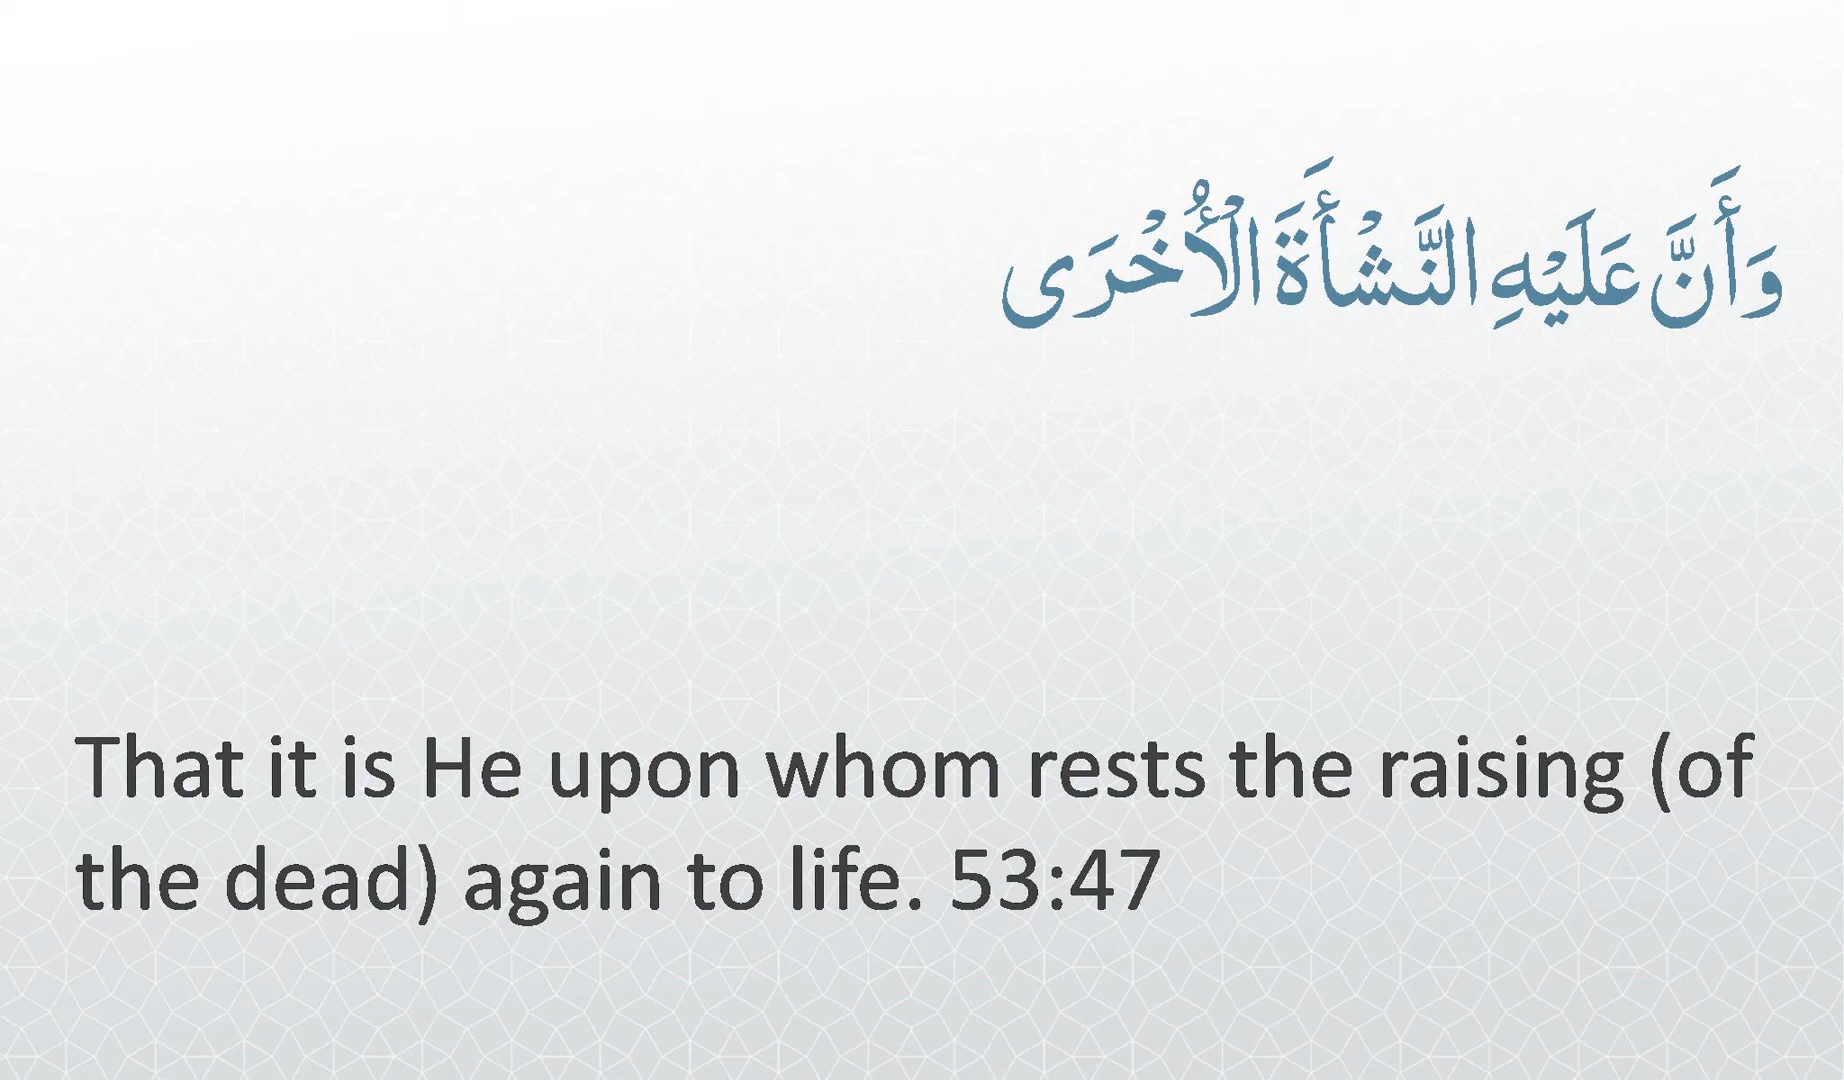 وَأَنَّ عَلَيْهِ النَّشْأَةَ الْأُخْرَى
That it is He upon whom rests the raising (of
the dead) again to life. 53:47